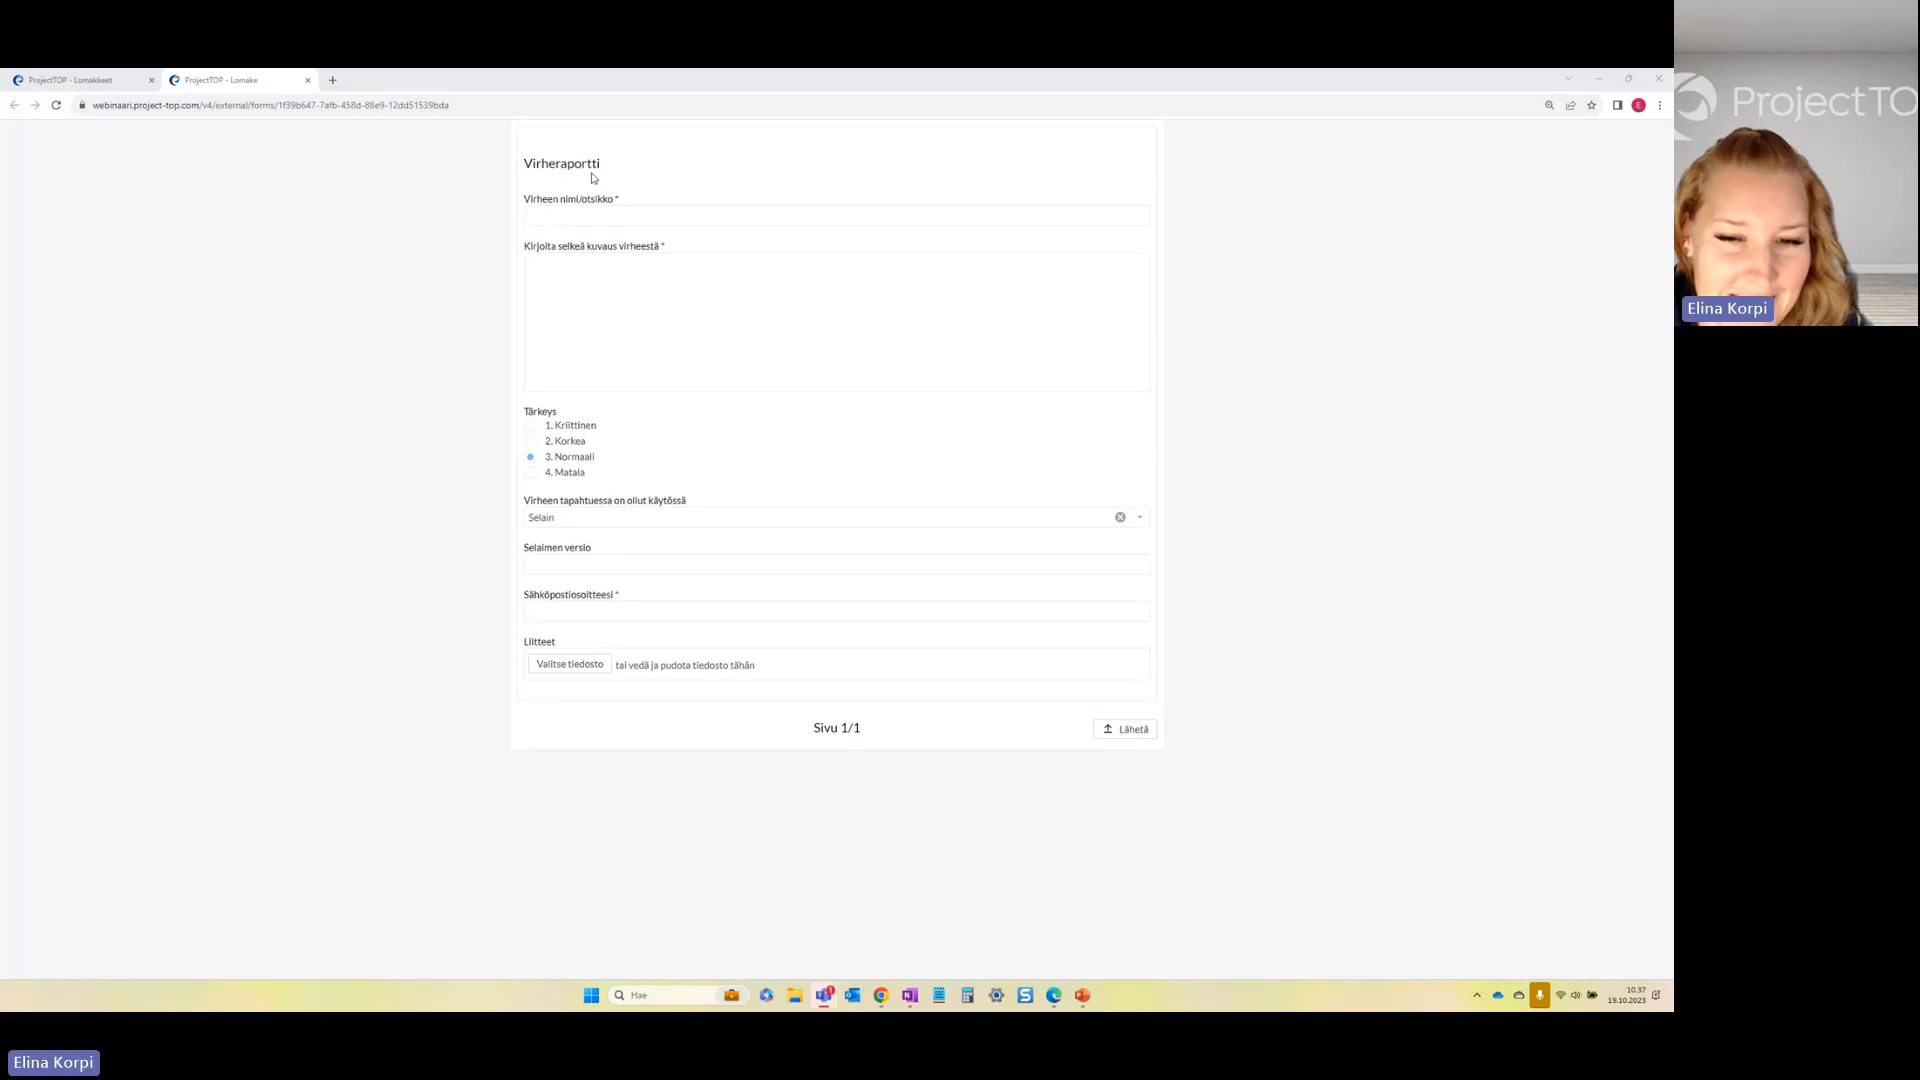 ProjectTOP - Lomakkeet
ProjectTOP - Lomake
webinaari.project-top.com/v4/external/forms/1f39b647-7afb-458d-88e9-12dd51539bda
E
ProjectTO
Virheraportti
Virheen nimi/otsikko *
Kirjoita selkeä kuvaus virheestä *
Tärkeys
1. Kriittinen
2. Korkea
3. Normaali
4. Matala
Virheen tapahtuessa on ollut käytössä
Selain
Selaimen versio
Sähköpostiosoitteesi *
Liitteet
Valitse tiedosto tai vedä ja pudota tiedosto tähän
Sivu 1/1
Lähetä
Elina Korpi
Hae
1
10.37
19.10.2023
Elina Korpi